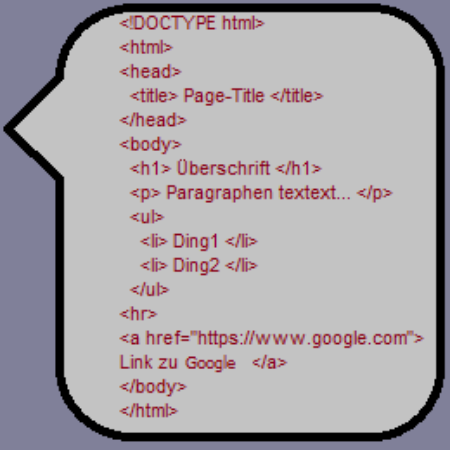 <!DOCTYPE html>
<html>
<head>
<title> Page-Title </title>
</head>
<body>
<h1> Überschrift </h1>
<p> Paragraphen textext... </p>
<ul>
<li> Ding1 </li>
<li> Ding2 </li>
</ul>
<hr>
<a href="https://www.google.com">
Link zu Google </a>
</body>
</html>